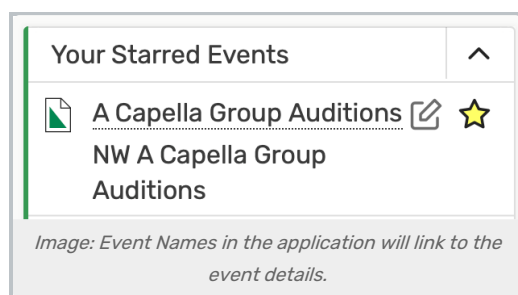 Your Starred Events
A Capella Group Auditions
NW A Capella Group
Auditions
Image: Event Names in the application will link to the
event details.